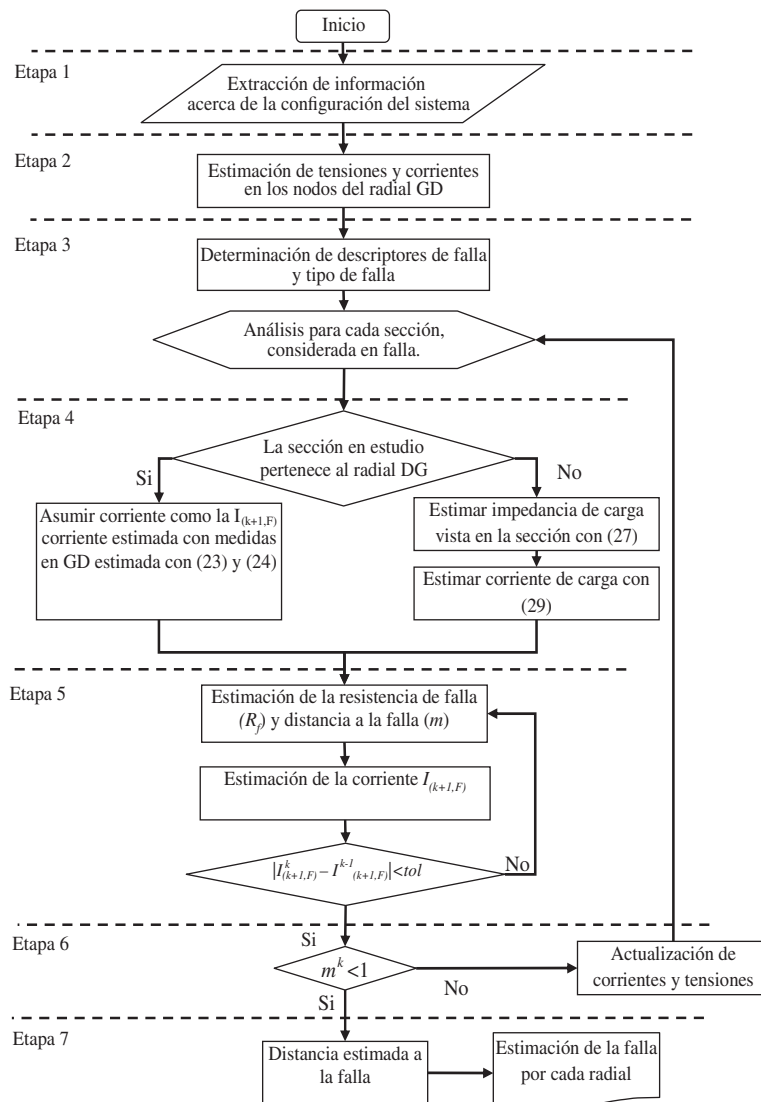 Inicio
Etapa 1
Extracción de información
acerca de la configuración del sistema
Etapa 2
Estimación de tensiones y corrientes
en los nodos del radial GD
Etapa 3
Determinación de descriptores de falla
y tipo de falla
Análisis para cada sección,
considerada en falla.
Etapa 4
La sección en estudio
pertenece al radial DG
Si
No
Asumir corriente como la I(k+1,F)
corriente estimada con medidas
en GD estimada con (23) y (24)
Estimar impedancia de carga
vista en la sección con (27)
Estimar corriente de carga con
(29)
Etapa 5
Estimación de la resistencia de falla
(Rf) y distancia a la falla (m)
Estimación de la corriente I(k+1,F)
|I^k(k+1,F) – I^k-1(k+1,F)|<tol
No
Si
Etapa 6
m^k <1
No
Actualización de
corrientes y tensiones
Si
Etapa 7
Distancia estimada a
la falla
Estimación de la falla
por cada radial